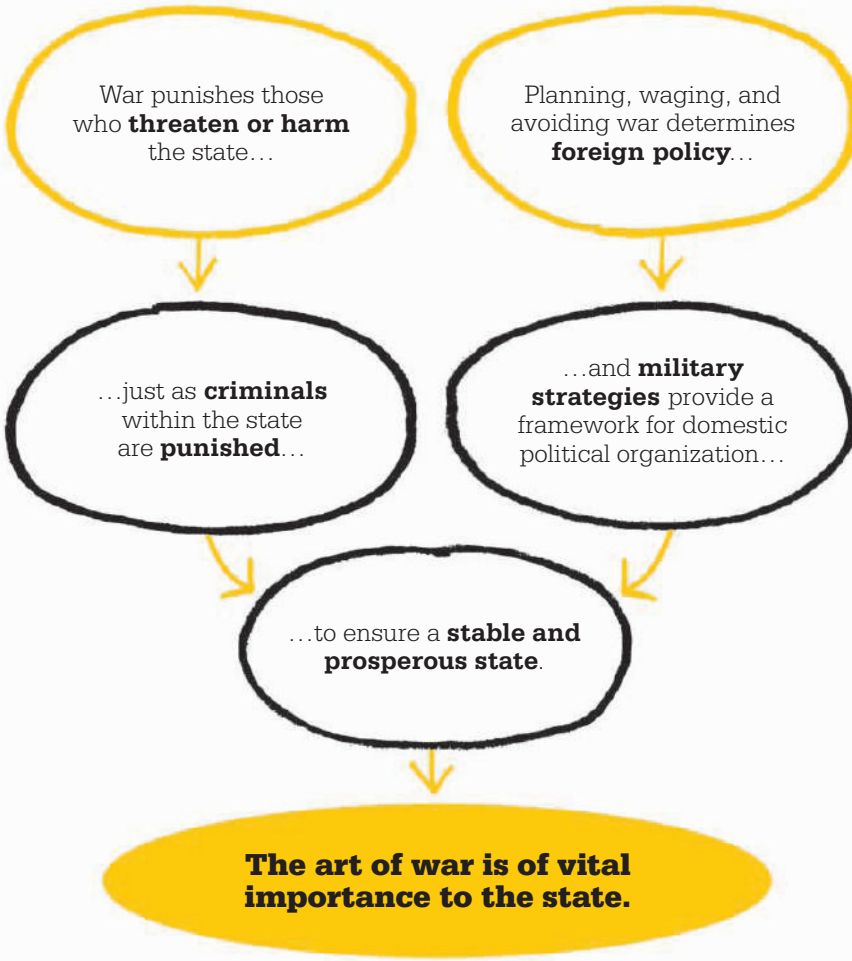 War punishes those
who threaten or harm
the state…
Planning, waging, and
avoiding war determines
foreign policy…
…just as criminals
within the state
are punished…
…and military
strategies provide a
framework for domestic
political organization…
…to ensure a stable and
prosperous state.
The art of war is of vital
importance to the state.